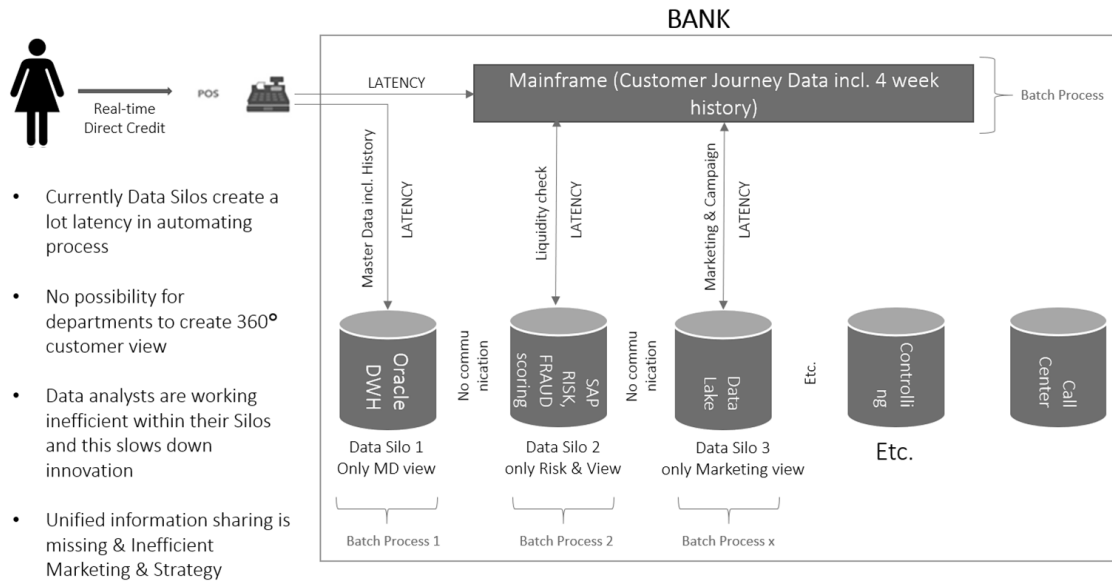 BANK
Real-time
Direct Credit
POS
LATENCY
Mainframe (Customer Journey Data incl. 4 week
history)
Batch Process
Master Data incl. History
LATENCY
Liquidity check
LATENCY
Marketing & Campaign
LATENCY
• Currently Data Silos create a
lot latency in automating
process
• No possibility for
departments to create 360°
customer view
• Data analysts are working
inefficient within their Silos
and this slows down
innovation
• Unified information sharing is
missing & Inefficient
Marketing & Strategy
Oracle
DWH
No commu
nication
SAP
RISK,
FRAUD
scoring
No commu
nication
Data
Lake
Etc.
Controlli
ng
Call
Center
Data Silo 1
Only MD view
Data Silo 2
only Risk & View
Data Silo 3
only Marketing view
Etc.
Batch Process 1
Batch Process 2
Batch Process x